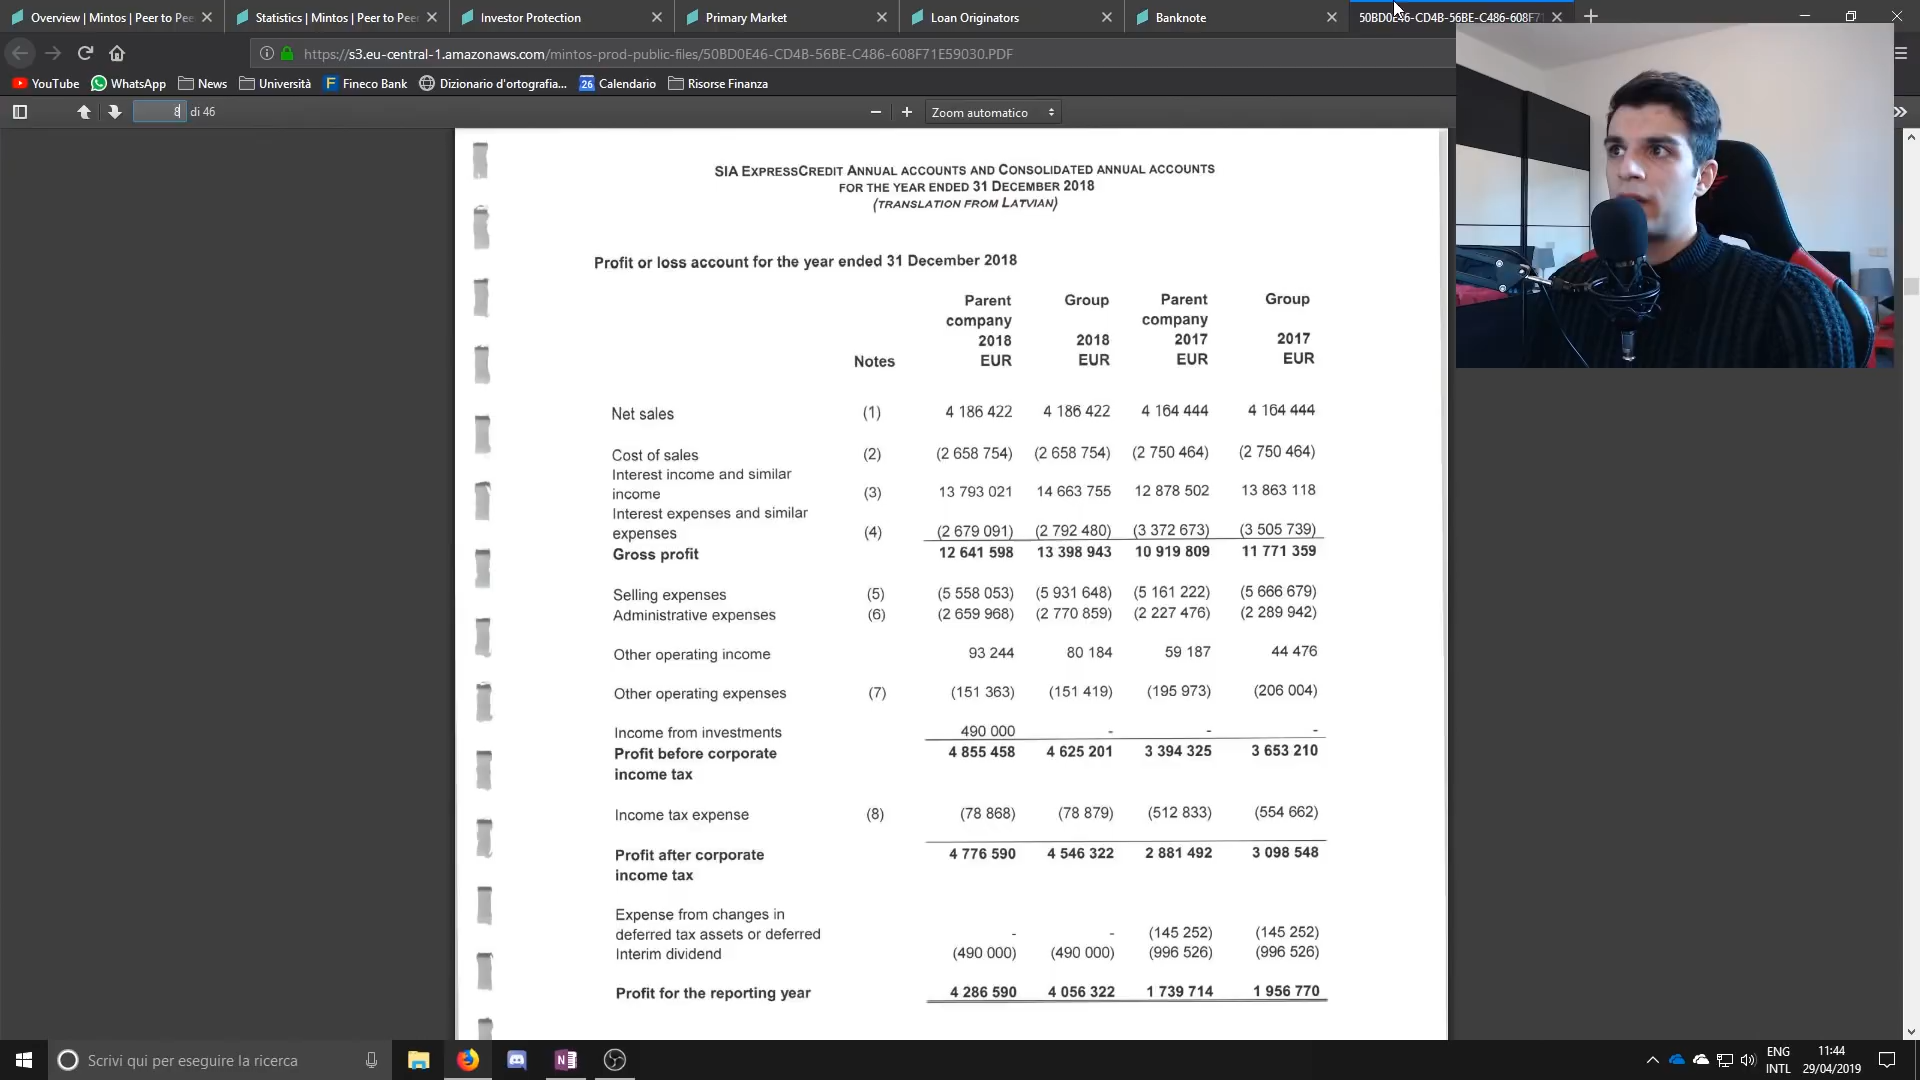 Overview | Mintos | Peer to Pe
Statistics | Mintos | Peer to Pee
Investor Protection
Primary Market
Loan Originators
Banknote
50BD0E46-CD4B-56BE-C486-608F71
https://s3.eu-central-1.amazonaws.com/mintos-prod-public-files/50BD0E46-CD4B-56BE-C486-608F71E59030.PDF
YouTube WhatsApp News Università Fineco Bank Dizionario d'ortografia... 26 Calendario Risorse Finanza
8 di 46 Zoom automatico
SIA EXPRESSCREDIT ANNUAL ACCOUNTS AND CONSOLIDATED ANNUAL ACCOUNTS
FOR THE YEAR ENDED 31 DECEMBER 2018
(TRANSLATION FROM LATVIAN)
Profit or loss account for the year ended 31 December 2018
Parent Group Parent Group
company company
2018 2018 2017 2017
Notes EUR EUR EUR EUR
Net sales (1) 4 186 422 4 186 422 4 164 444 4 164 444
Cost of sales (2) (2 658 754) (2 658 754) (2 750 464) (2 750 464)
Interest income and similar
income (3) 13 793 021 14 663 755 12 878 502 13 863 118
Interest expenses and similar
expenses (4) (2 679 091) (2 792 480) (3 372 673) (3 505 739)
Gross profit 12 641 598 13 398 943 10 919 809 11 771 359
Selling expenses (5) (5 558 053) (5 931 648) (5 161 222) (5 666 679)
Administrative expenses (6) (2 659 968) (2 770 859) (2 227 476) (2 289 942)
Other operating income 93 244 80 184 59 187 44 476
Other operating expenses (7) (151 363) (151 419) (195 973) (206 004)
Income from investments 490 000 - - -
Profit before corporate 4 855 458 4 625 201 3 394 325 3 653 210
income tax
Income tax expense (8) (78 868) (78 879) (512 833) (554 662)
Profit after corporate 4 776 590 4 546 322 2 881 492 3 098 548
income tax
Expense from changes in
deferred tax assets or deferred - - (145 252) (145 252)
Interim dividend (490 000) (490 000) (996 526) (996 526)
Profit for the reporting year 4 286 590 4 056 322 1 739 714 1 956 770
Scrivi qui per eseguire la ricerca
ENG 11:44
INTL 29/04/2019